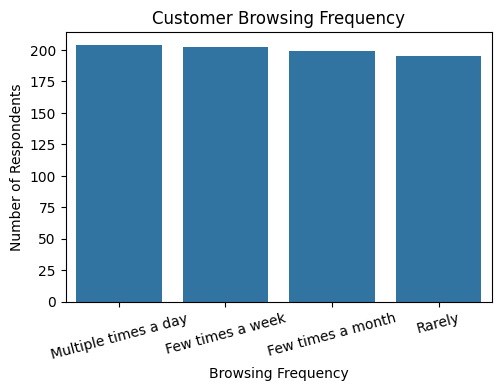 Customer Browsing Frequency
Number of Respondents
200
175
150
125
100
75
50
25
0
Multiple times a day
Few times a week
Few times a month
Rarely
Browsing Frequency